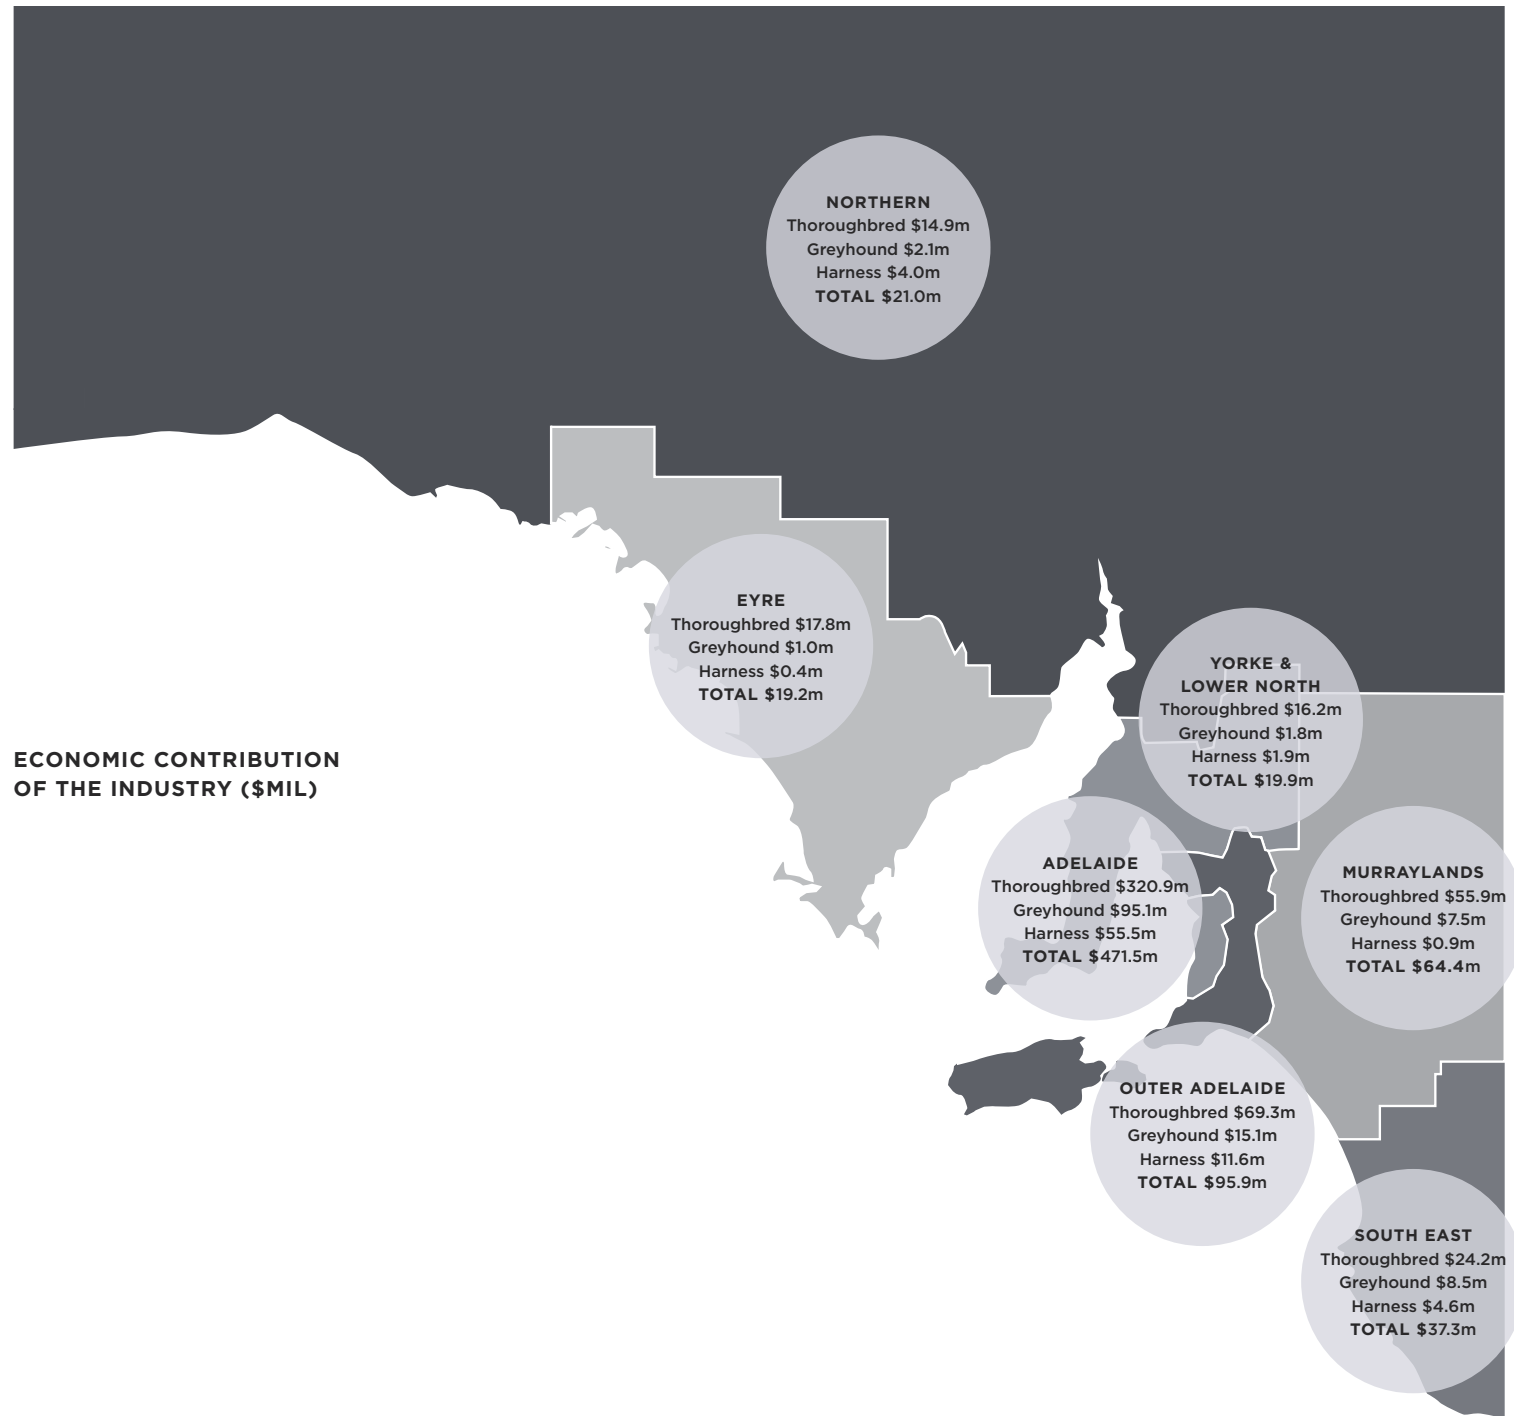 NORTHERN
Thoroughbred $14.9m
Greyhound $2.1m
Harness $4.0m
TOTAL $21.0m
EYRE
Thoroughbred $17.8m
Greyhound $1.0m
Harness $0.4m
TOTAL $19.2m
YORKE &
LOWER NORTH
Thoroughbred $16.2m
Greyhound $1.8m
Harness $1.9m
TOTAL $19.9m
ECONOMIC CONTRIBUTION
OF THE INDUSTRY ($MIL)
ADELAIDE
Thoroughbred $320.9m
Greyhound $95.1m
Harness $55.5m
TOTAL $471.5m
MURRAYLANDS
Thoroughbred $55.9m
Greyhound $7.5m
Harness $0.9m
TOTAL $64.4m
OUTER ADELAIDE
Thoroughbred $69.3m
Greyhound $15.1m
Harness $11.6m
TOTAL $95.9m
SOUTH EAST
Thoroughbred $24.2m
Greyhound $8.5m
Harness $4.6m
TOTAL $37.3m